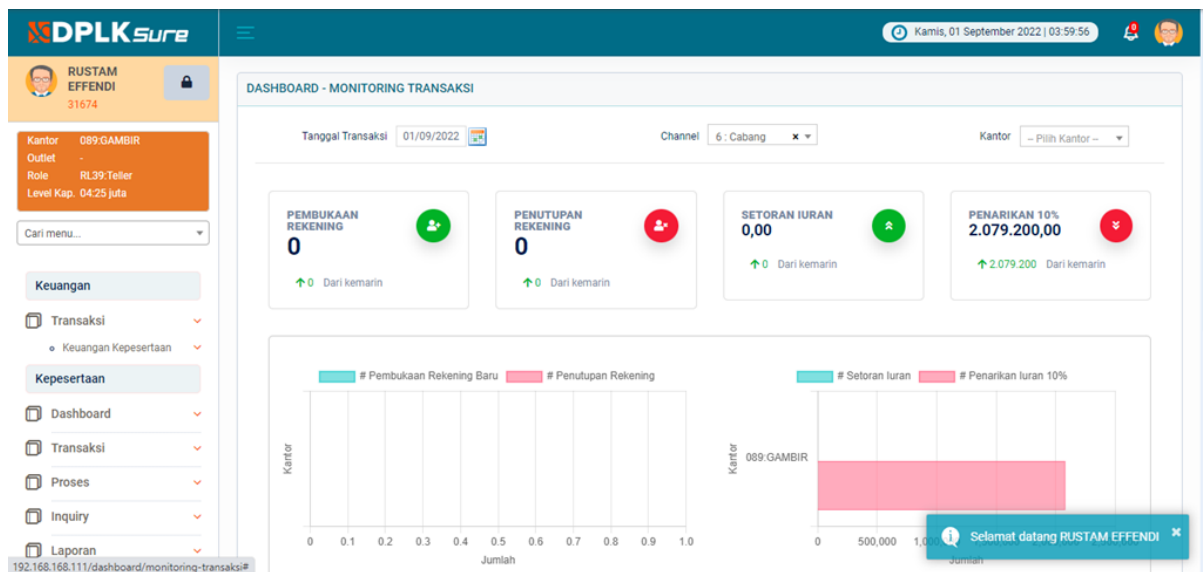 DPLK Sure
Kamis, 01 September 2022 | 03:59:56
0
RUSTAM
EFFENDI
31674
Kantor 089:GAMBIR
Outlet -
Role RL39:Teller
Level Kap. 04:25 juta
Cari menu...
Keuangan
Transaksi
Keuangan Kepesertaan
Kepesertaan
Dashboard
Transaksi
Proses
Inquiry
Laporan
192.168.168.111/dashboard/monitoring-transaksi#
DASHBOARD - MONITORING TRANSAKSI
Tanggal Transaksi 01/09/2022 Channel 6 : Cabang Kantor -- Pilih Kantor --
PEMBUKAAN
REKENING
0
0 Dari kemarin
PENUTUPAN
REKENING
0
0 Dari kemarin
SETORAN IURAN
0,00
0 Dari kemarin
PENARIKAN 10%
2.079.200,00
2.079.200 Dari kemarin
# Pembukaan Rekening Baru # Penutupan Rekening
Kantor
0 0.1 0.2 0.3 0.4 0.5 0.6 0.7 0.8 0.9 1.0
Jumlah
# Setoran Iuran # Penarikan Iuran 10%
Kantor
089:GAMBIR
0 500,000
Jumlah
Selamat datang RUSTAM EFFENDI